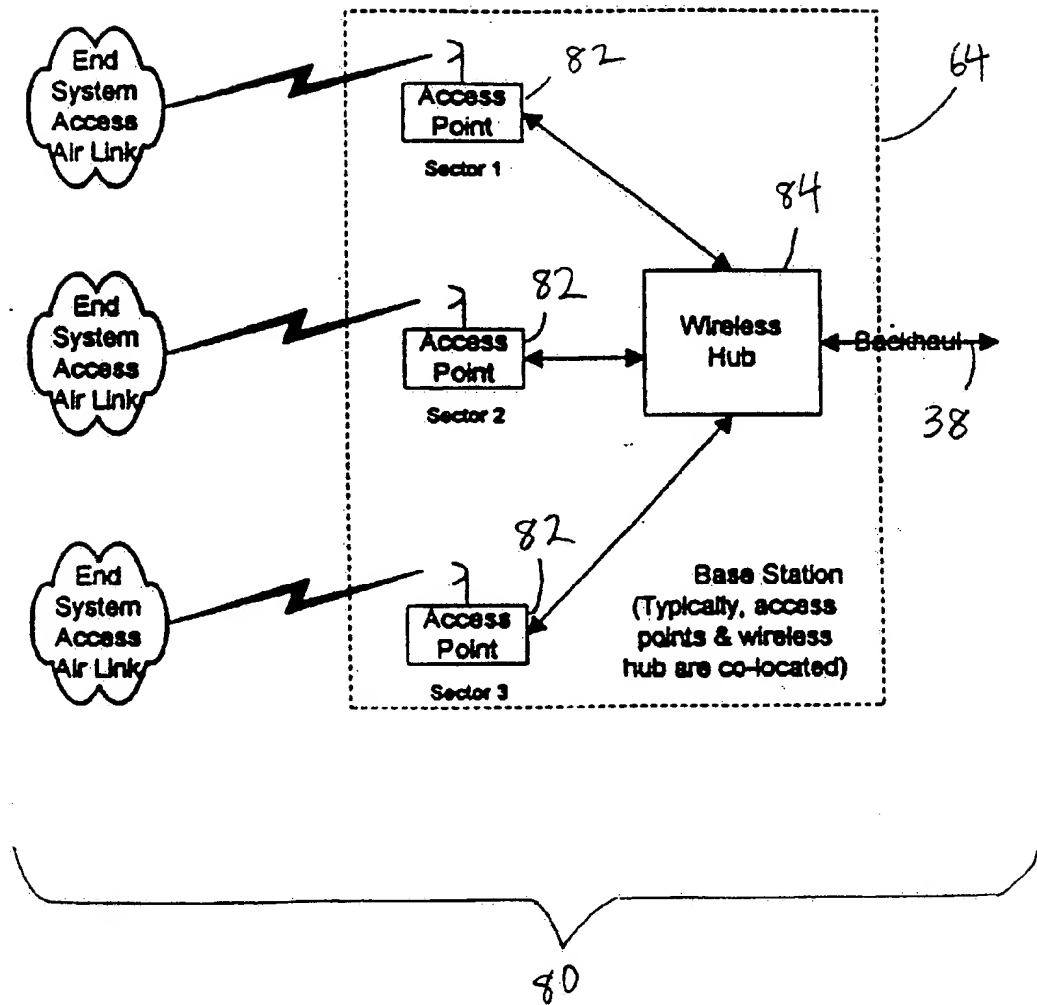 End
System
Access
Air Link
Access
Point
Sector 1
82
64
84
End
System
Access
Air Link
Access
Point
Sector 2
82
Wireless
Hub
Backhaul
38
End
System
Access
Air Link
Access
Point
Sector 3
82
Base Station
(Typically, access
points & wireless
hub are co-located)
80